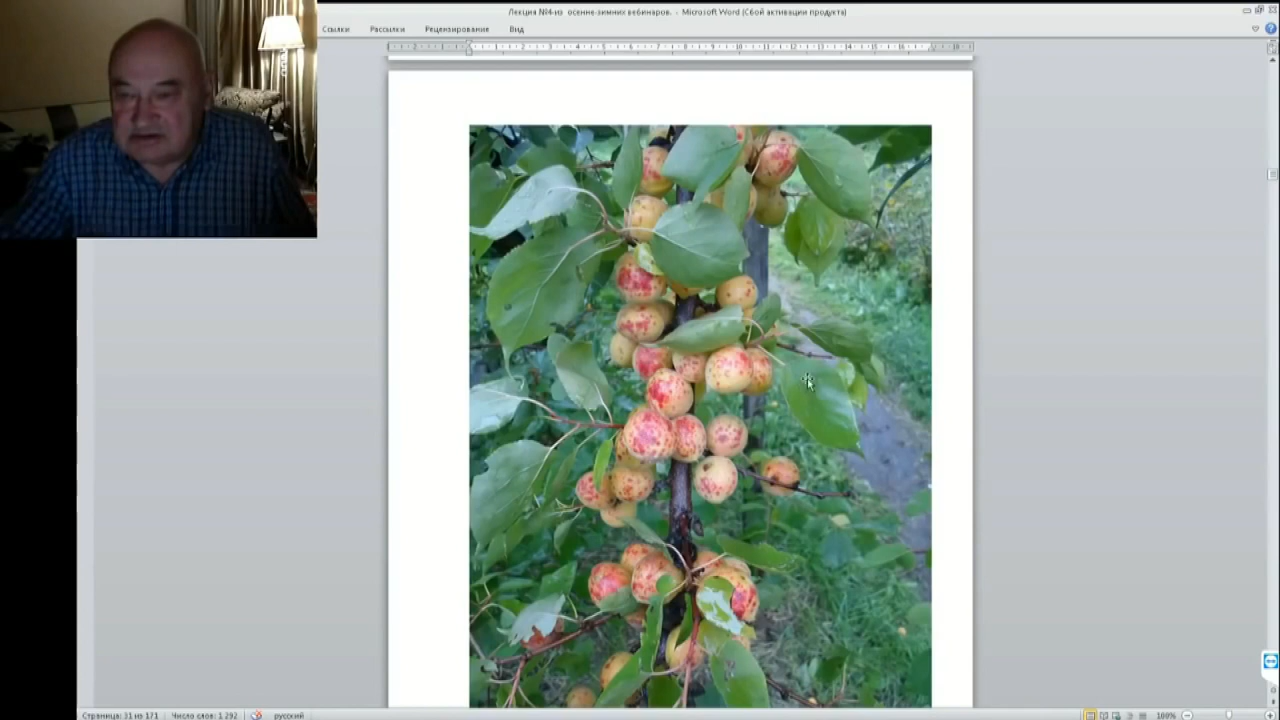 Лекция №4-из осенне-зимних вебинаров. - Microsoft Word (Сбой активации продукта)
Ссылки Рассылки Рецензирование Вид
Страница: 31 из 171 Число слов: 1 292 русский 100%